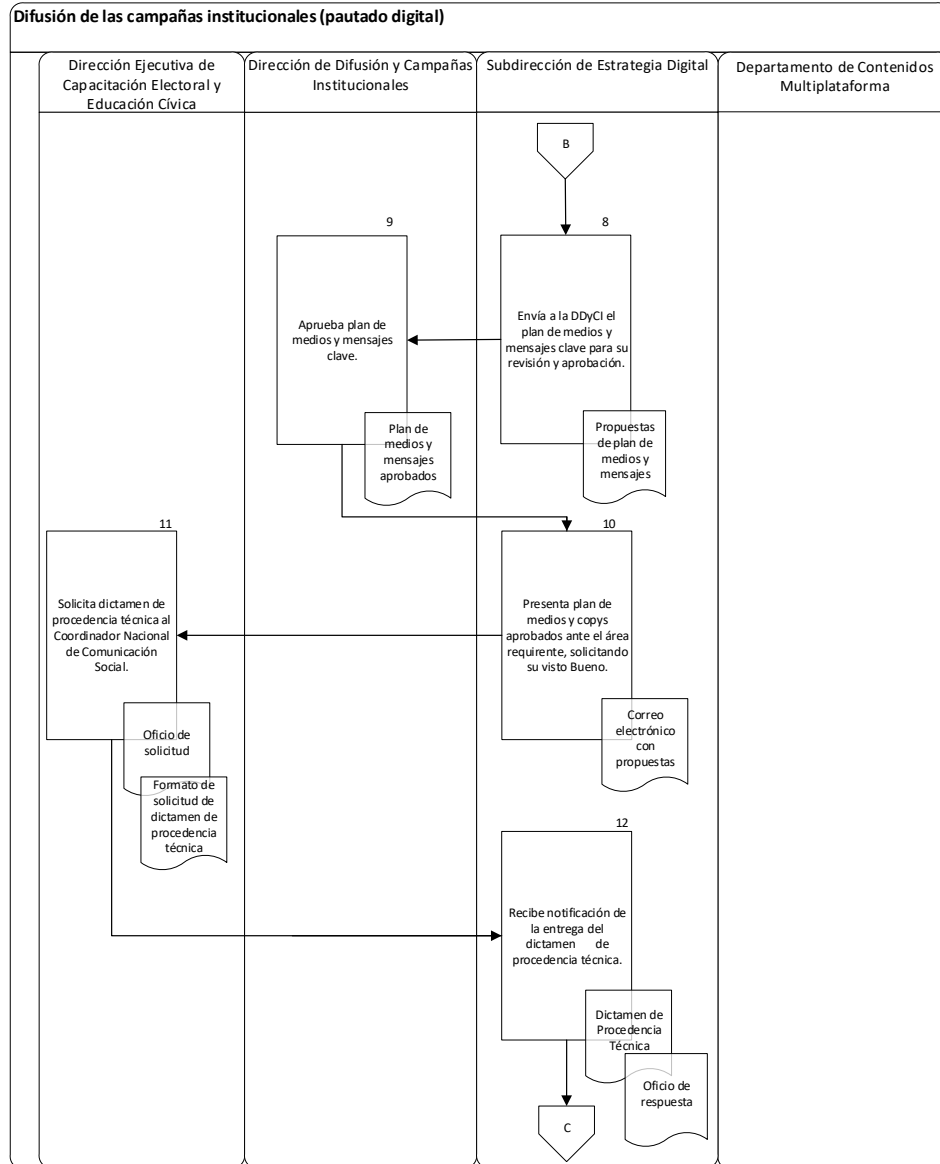 Difusión de las campañas institucionales (pautado digital)
Dirección Ejecutiva de
Capacitación Electoral y
Educación Cívica
Dirección de Difusión y Campañas
Institucionales
Subdirección de Estrategia Digital
Departamento de Contenidos
Multiplataforma
B
8
Envía a la DDyCI el
plan de medios y
mensajes clave para su
revisión y aprobación.
Propuestas
de plan de
medios y
mensajes
9
Aprueba plan de
medios y mensajes
clave.
Plan de
medios y
mensajes
aprobados
10
Presenta plan de
medios y copys
aprobados ante el área
requirente, solicitando
su visto Bueno.
Correo
electrónico
con
propuestas
11
Solicita dictamen de
procedencia técnica al
Coordinador Nacional
de Comunicación
Social.
Oficio de
solicitud
Formato de
solicitud de
dictamen de
procedencia
técnica
12
Recibe notificación de
la entrega del
dictamen de
procedencia técnica.
Dictamen de
Procedencia
Técnica
Oficio de
respuesta
C